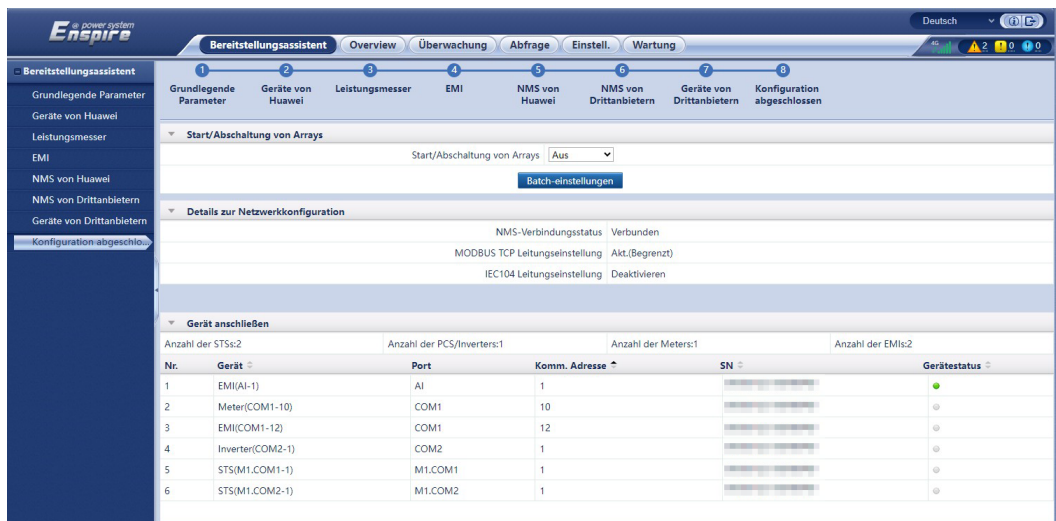 Enspire
@ power system
Deutsch
Bereitstellungsassistent Overview Überwachung Abfrage Einstell. Wartung
4G 2 0 0
Bereitstellungsassistent
Grundlegende Parameter
Geräte von Huawei
Leistungsmesser
EMI
NMS von Huawei
NMS von Drittanbietern
Geräte von Drittanbietern
Konfiguration abgeschlo...
1 2 3 4 5 6 7 8
Grundlegende Parameter
Geräte von Huawei
Leistungsmesser
EMI
NMS von Huawei
NMS von Drittanbietern
Geräte von Drittanbietern
Konfiguration abgeschlossen
Start/Abschaltung von Arrays
Start/Abschaltung von Arrays Aus
Batch-einstellungen
Details zur Netzwerkkonfiguration
NMS-Verbindungsstatus Verbunden
MODBUS TCP Leitungseinstellung Akt.(Begrenzt)
IEC104 Leitungseinstellung Deaktivieren
Gerät anschließen
Anzahl der STSs:2 Anzahl der PCS/Inverters:1 Anzahl der Meters:1 Anzahl der EMIs:2
Nr. Gerät Port Komm. Adresse SN Gerätestatus
1 EMI(AI-1) AI 1
2 Meter(COM1-10) COM1 10
3 EMI(COM1-12) COM1 12
4 Inverter(COM2-1) COM2 1
5 STS(M1.COM1-1) M1.COM1 1
6 STS(M1.COM2-1) M1.COM2 1